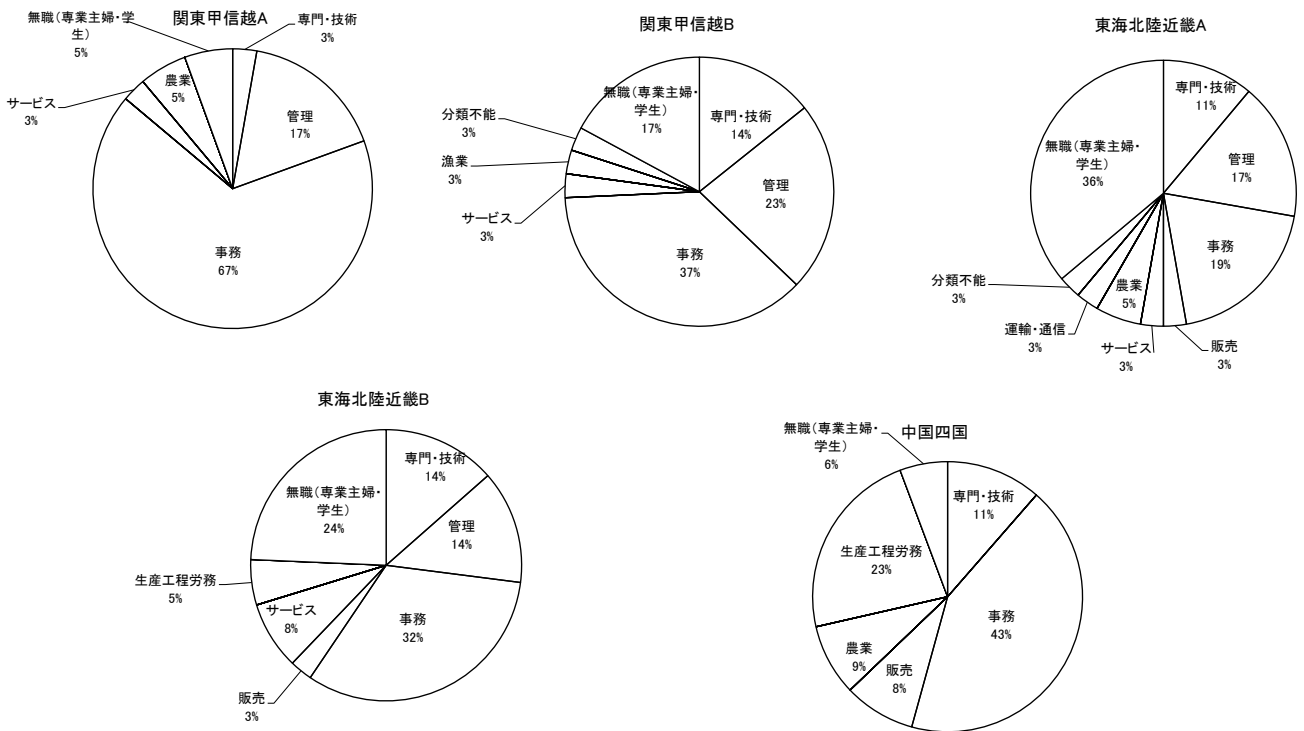 関東甲信越A
無職(専業主婦・学
生)
5%
専門・技術
3%
管理
17%
事務
67%
サービス
3%
農業
5%
関東甲信越B
専門・技術
14%
管理
23%
事務
37%
サービス
3%
漁業
3%
分類不能
3%
無職(専業主婦・
学生)
17%
東海北陸近畿A
専門・技術
11%
管理
17%
事務
19%
販売
3%
サービス
3%
農業
5%
運輸・通信
3%
分類不能
3%
無職(専業主婦・
学生)
36%
東海北陸近畿B
専門・技術
14%
管理
14%
事務
32%
販売
3%
サービス
8%
生産工程労務
5%
無職(専業主婦・
学生)
24%
中国四国
専門・技術
11%
事務
43%
販売
8%
農業
9%
生産工程労務
23%
無職(専業主婦・
学生)
6%